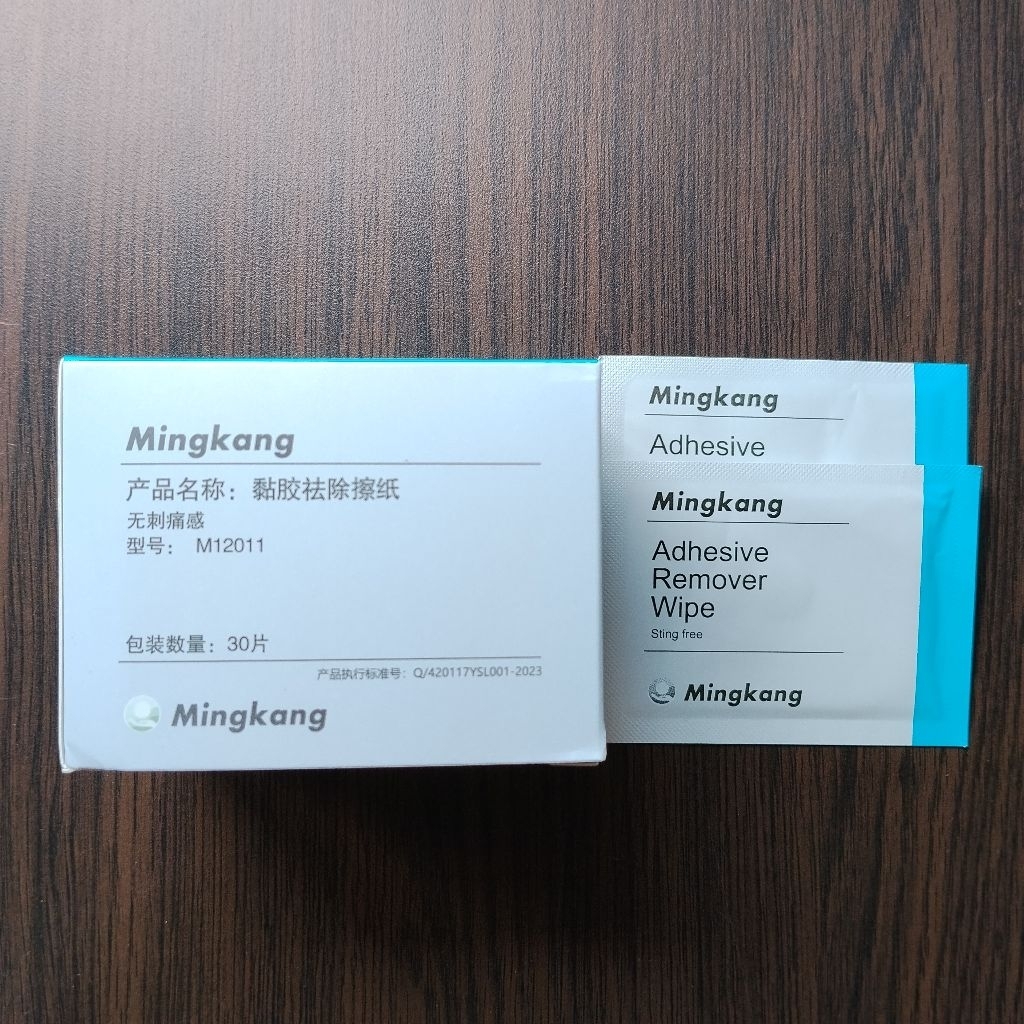 Mingkang
产品名称：黏胶祛除擦纸
无刺痛感
型号： M12011
包装数量：30片
产品执行标准号：Q/420117YSL001-2023
Mingkang
Mingkang
Adhesive
Mingkang
Adhesive
Remover
Wipe
Sting free
Mingkang